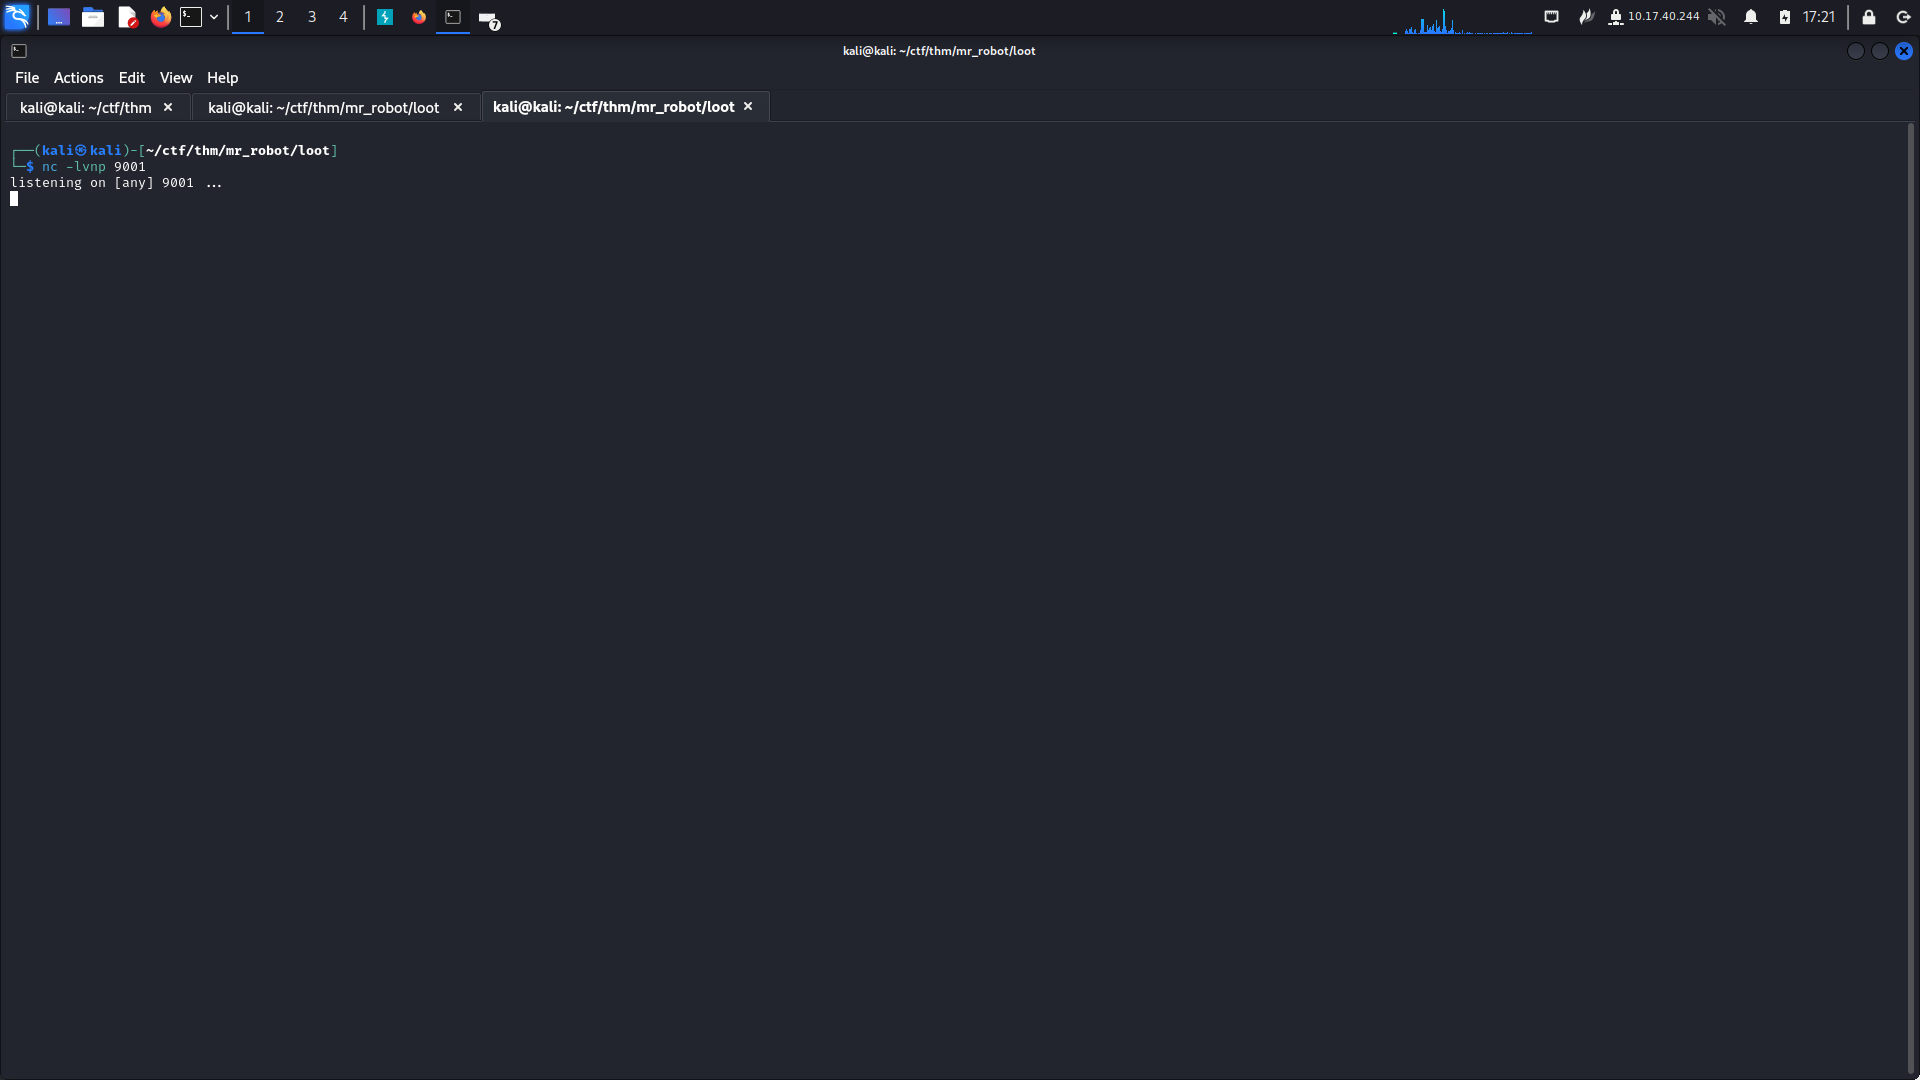 1 2 3 4 7 10.17.40.244 17:21
kali@kali: ~/ctf/thm/mr_robot/loot
File Actions Edit View Help
kali@kali: ~/ctf/thm × kali@kali: ~/ctf/thm/mr_robot/loot × kali@kali: ~/ctf/thm/mr_robot/loot ×
┌──(kali㉿kali)-[~/ctf/thm/mr_robot/loot]
└─$ nc -lvnp 9001
listening on [any] 9001 ...